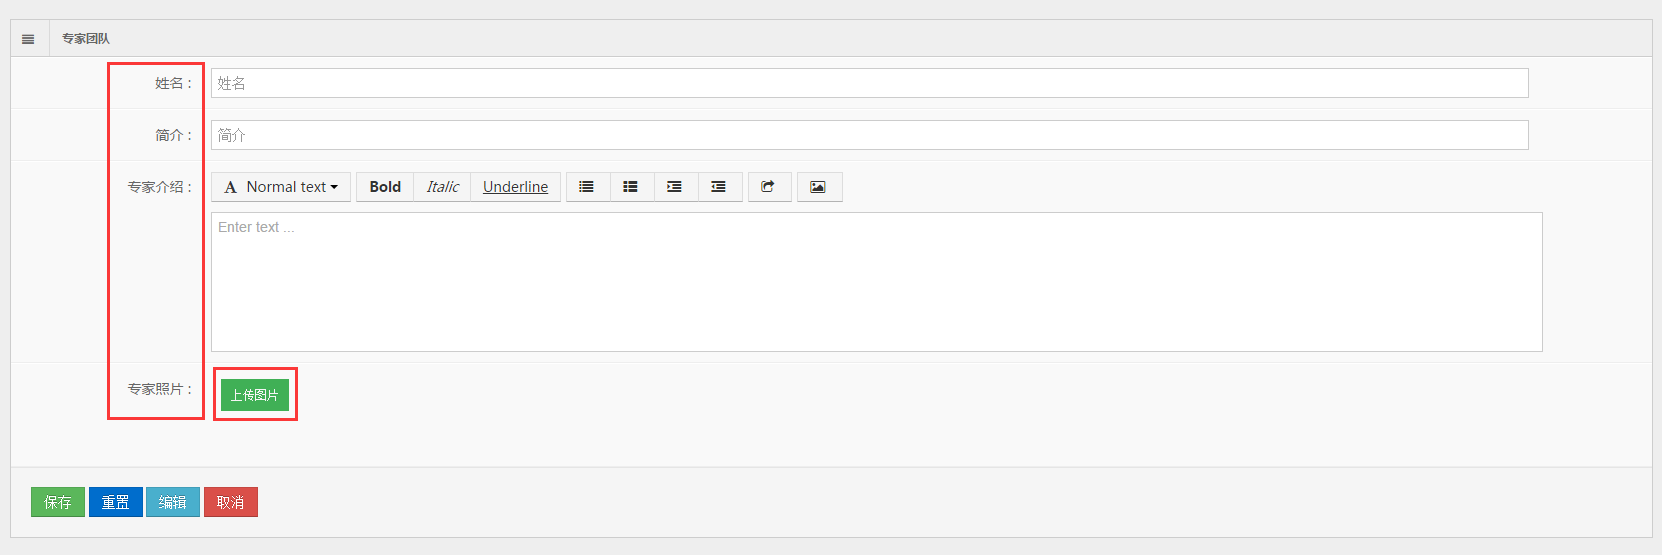 专家团队
姓名： 姓名
简介： 简介
专家介绍： A Normal text Bold Italic Underline
Enter text ...
专家照片： 上传图片
保存 重置 编辑 取消